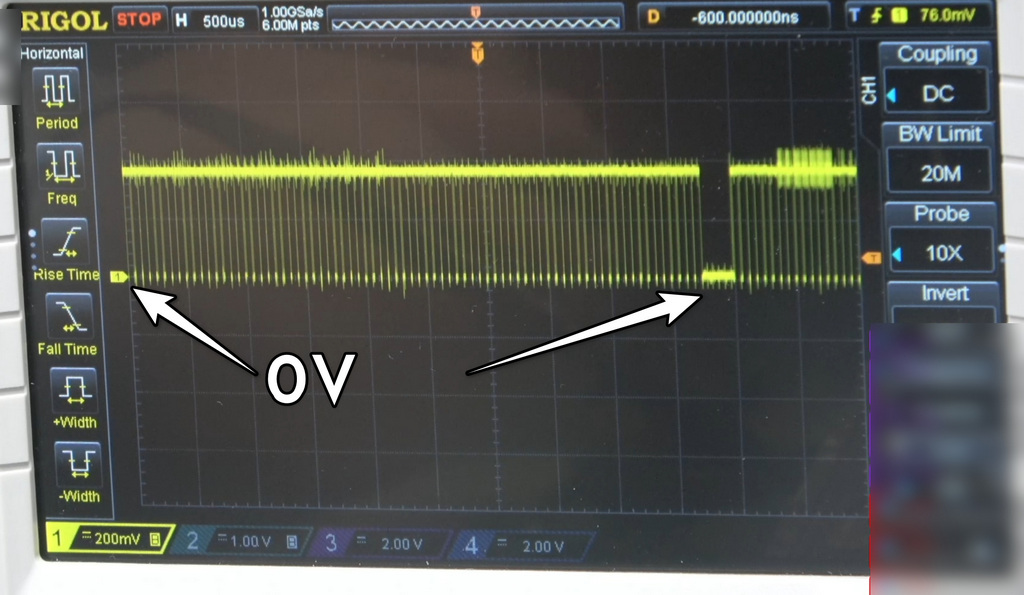 RIGOL STOP H 500us 1.00GSa/s 6.00M pts T D -600.000000ns T 1 76.0mV
Horizontal
Period
Freq
Rise Time
Fall Time
+Width
-Width
T
1
T
0V
CH1
Coupling
DC
BW Limit
20M
Probe
10X
Invert
1 200mV B 2 1.00 V B 3 2.00 V 4 2.00 V